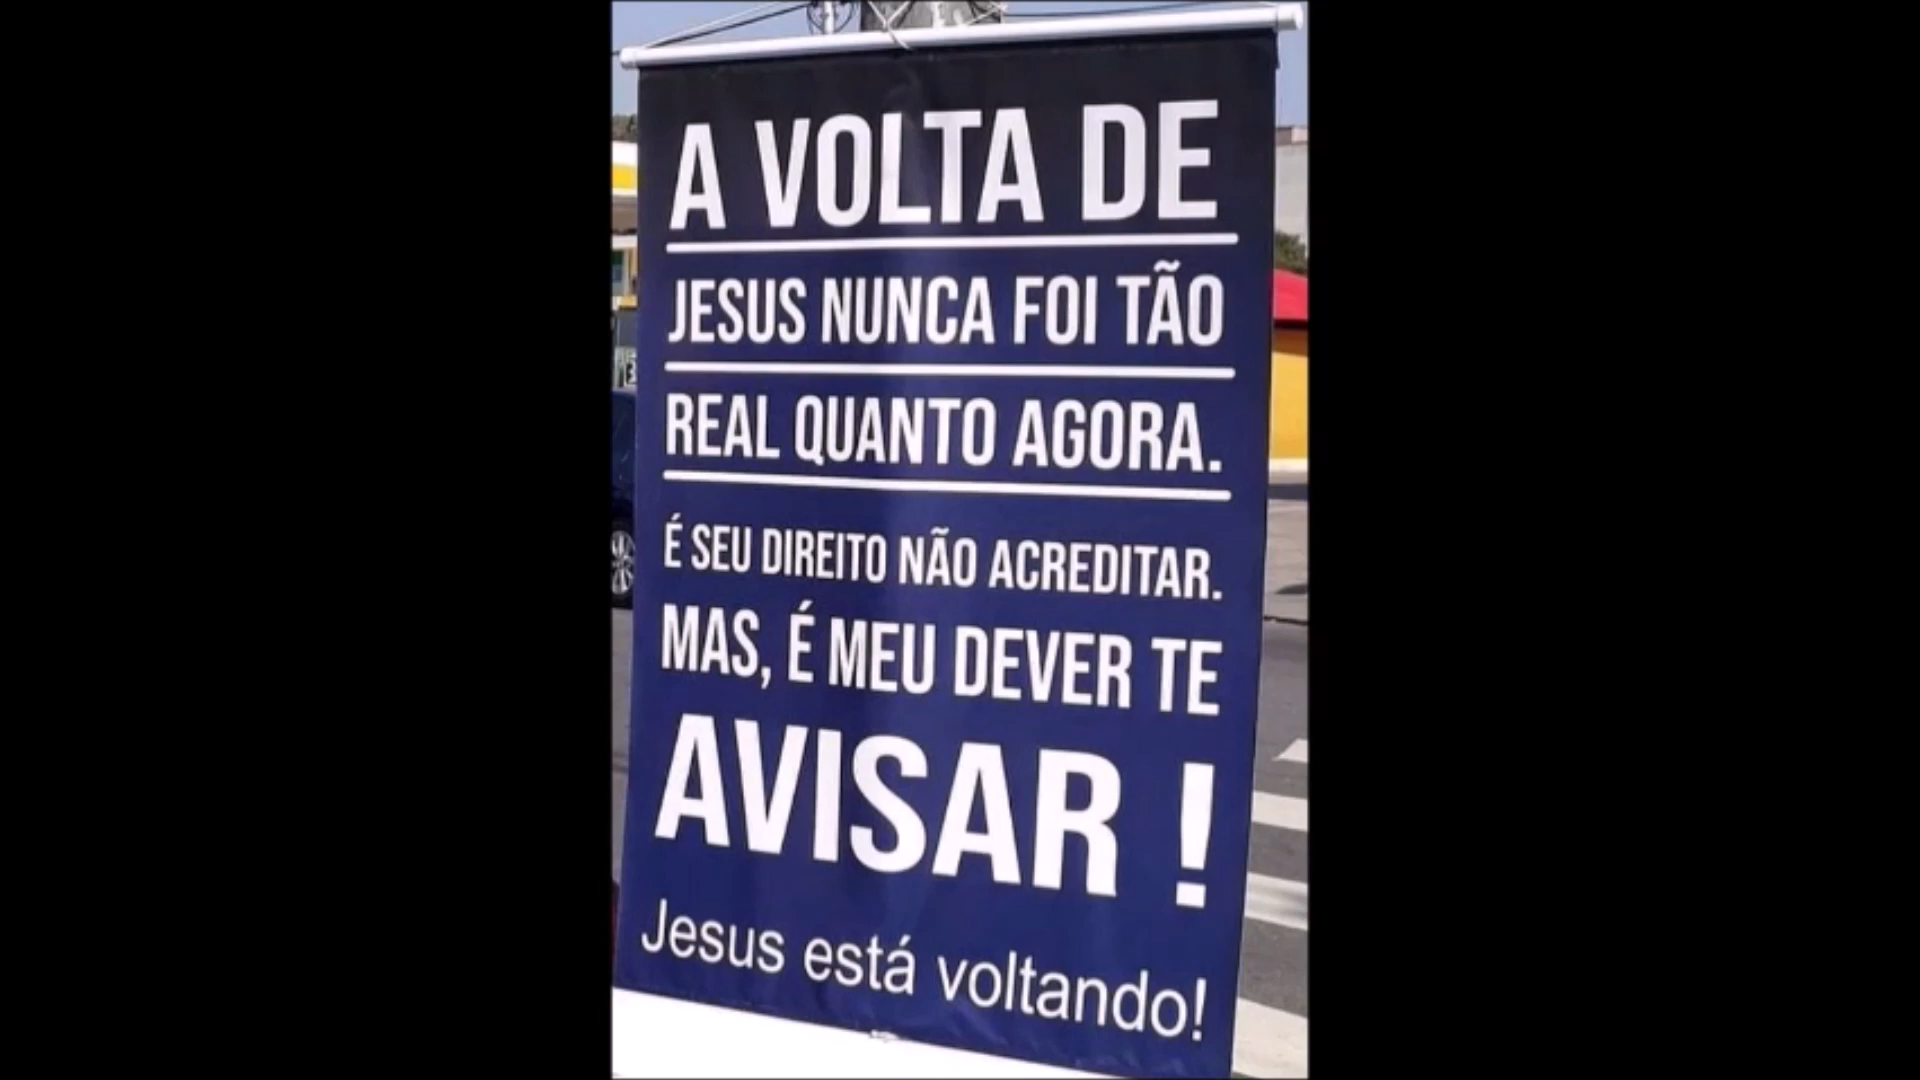 A VOLTA DE
JESUS NUNCA FOI TÃO
REAL QUANTO AGORA.
É SEU DIREITO NÃO ACREDITAR.
MAS, É MEU DEVER TE
AVISAR !
Jesus está voltando!